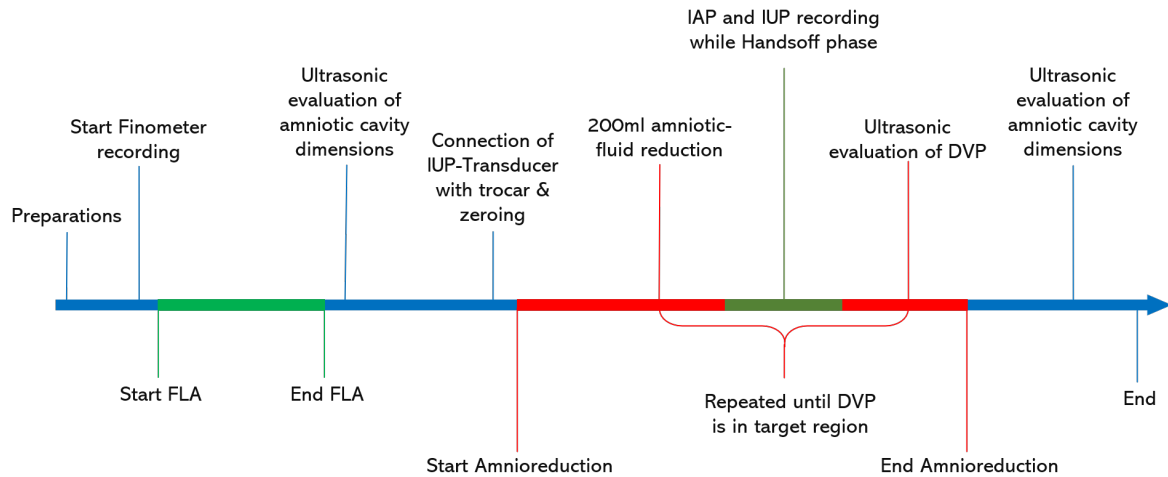 IAP and IUP recording
while Handsoff phase
Ultrasonic
evaluation of
amniotic cavity
dimensions
Ultrasonic
evaluation of
amniotic cavity
dimensions
Start Finometer
recording
200ml amniotic-
fluid reduction
Ultrasonic
evaluation of DVP
Connection of
IUP-Transducer
with trocar &
zeroing
Preparations
Start FLA
End FLA
Repeated until DVP
is in target region
End
Start Amnioreduction
End Amnioreduction